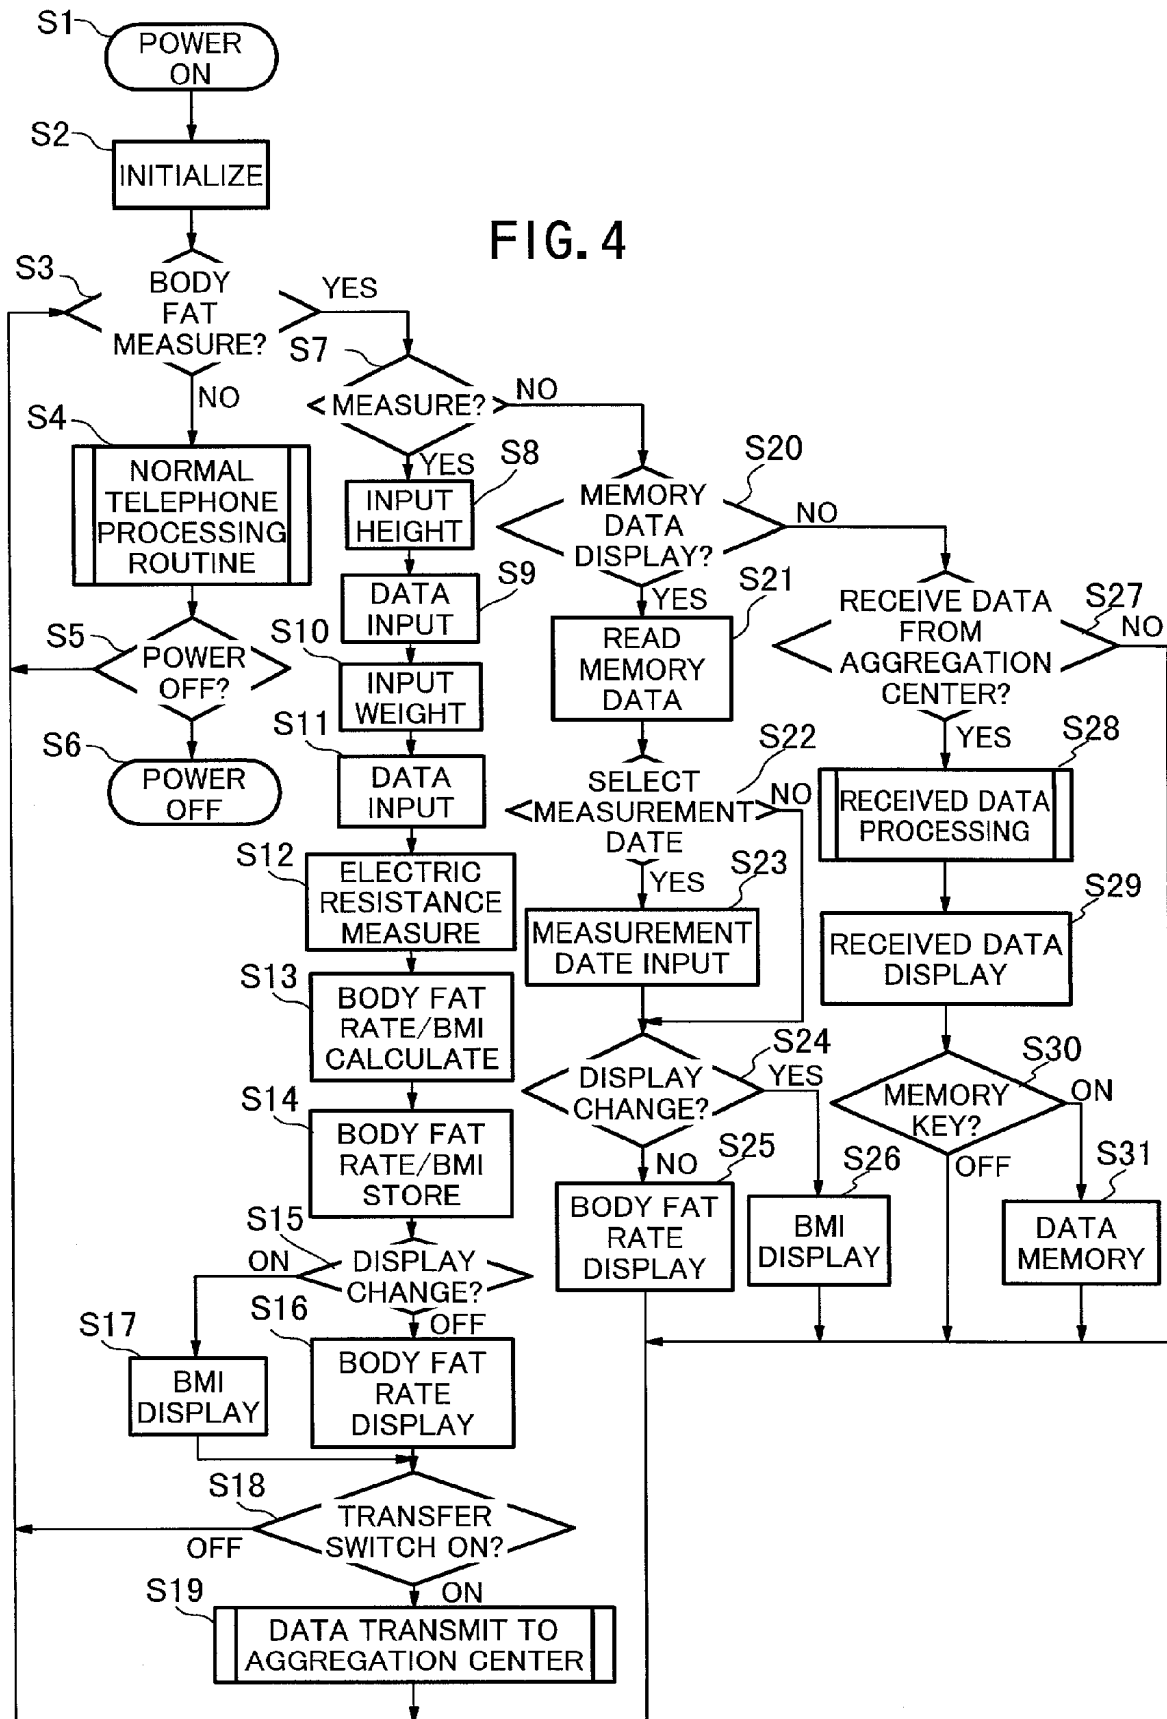 S1
POWER
ON
S2
INITIALIZE
FIG. 4
S3
BODY
FAT
MEASURE?
YES
NO
S4
NORMAL
TELEPHONE
PROCESSING
ROUTINE
S5
POWER
OFF?
S6
POWER
OFF
S7
MEASURE?
NO
YES
S8
INPUT
HEIGHT
S9
DATA
INPUT
S10
INPUT
WEIGHT
S11
DATA
INPUT
S12
ELECTRIC
RESISTANCE
MEASURE
S13
BODY FAT
RATE/BMI
CALCULATE
S14
BODY FAT
RATE/BMI
STORE
S15
DISPLAY
CHANGE?
ON
OFF
S16
BODY FAT
RATE
DISPLAY
S17
BMI
DISPLAY
S18
TRANSFER
SWITCH ON?
OFF
ON
S19
DATA TRANSMIT TO
AGGREGATION CENTER
S20
MEMORY
DATA
DISPLAY?
NO
YES
S21
READ
MEMORY
DATA
S22
SELECT
MEASUREMENT
DATE
NO
YES
S23
MEASUREMENT
DATE INPUT
S24
DISPLAY
CHANGE?
YES
NO
S25
BODY FAT
RATE
DISPLAY
S26
BMI
DISPLAY
S27
RECEIVE DATA
FROM
AGGREGATION
CENTER?
NO
YES
S28
RECEIVED DATA
PROCESSING
S29
RECEIVED DATA
DISPLAY
S30
MEMORY
KEY?
ON
OFF
S31
DATA
MEMORY